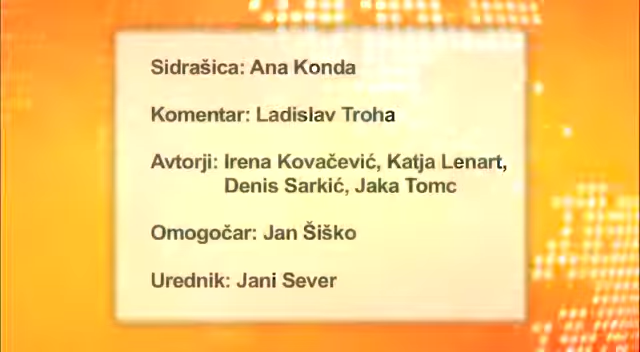 Sidrašica: Ana Konda
Komentar: Ladislav Troha
Avtorji: Irena Kovačević, Katja Lenart,
Denis Sarkić, Jaka Tomc
Omogočar: Jan Šiško
Urednik: Jani Sever